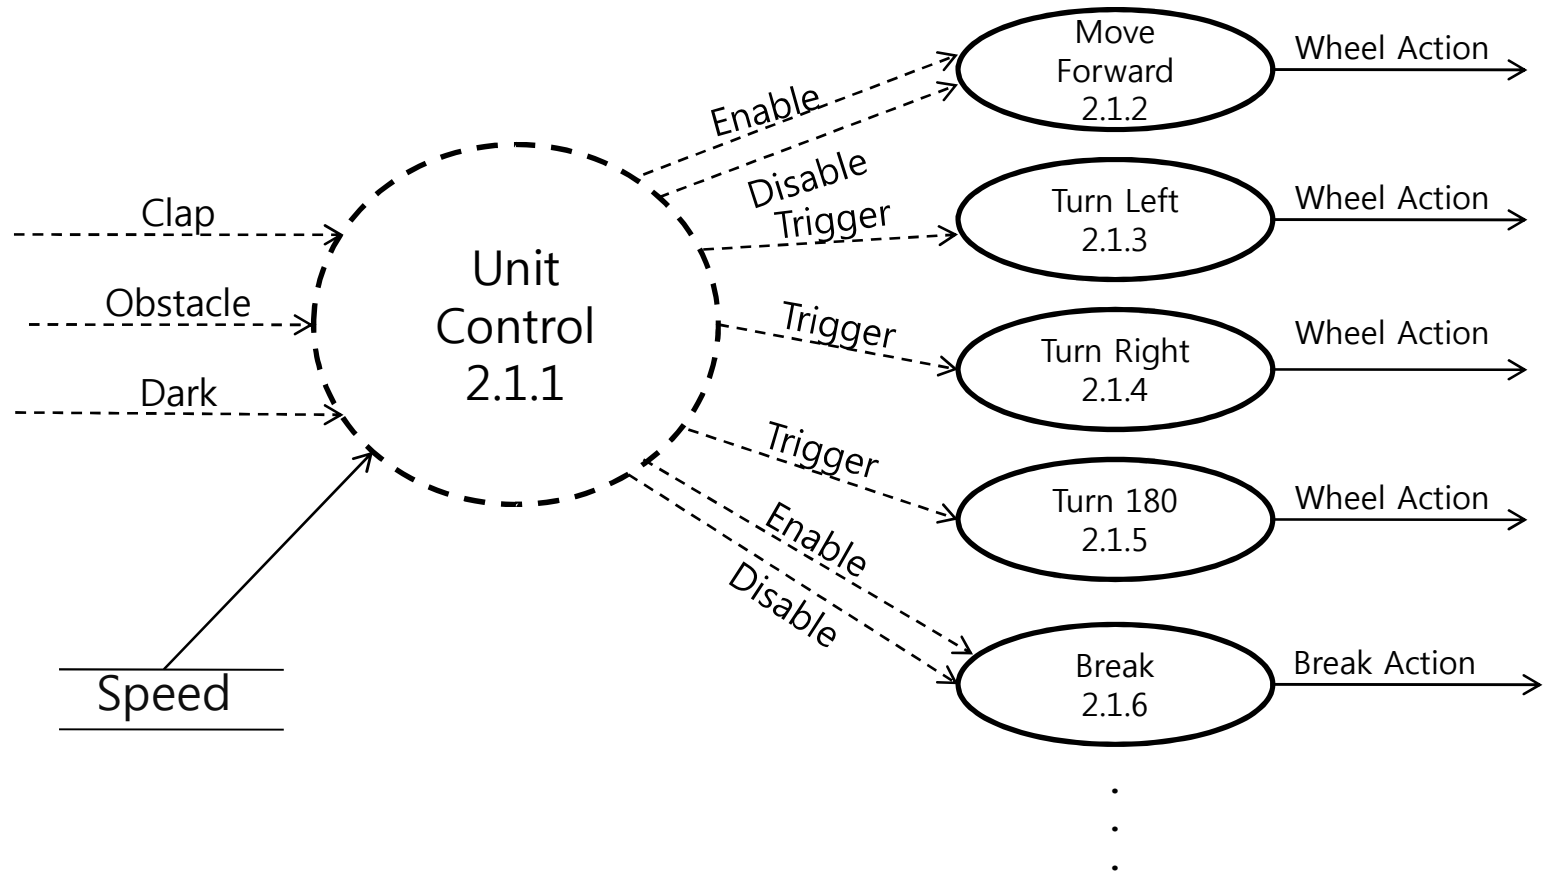 Move
Forward
2.1.2
Wheel Action
Enable
Disable
Trigger
Turn Left
2.1.3
Wheel Action
Clap
Obstacle
Dark
Unit
Control
2.1.1
Trigger
Turn Right
2.1.4
Wheel Action
Trigger
Turn 180
2.1.5
Wheel Action
Enable
Disable
Break
2.1.6
Break Action
Speed
.
.
.